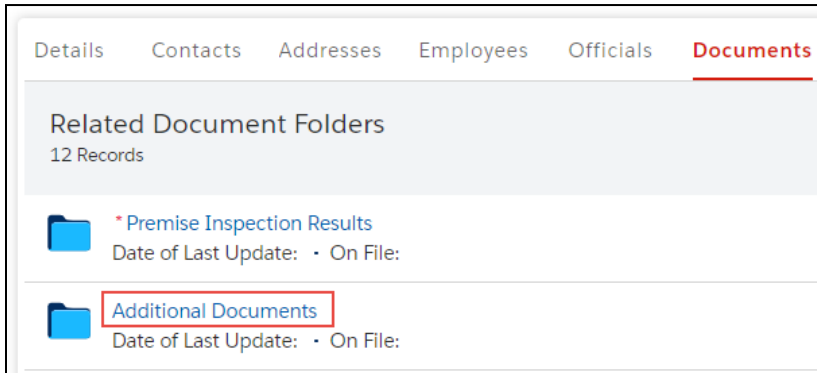 Details Contacts Addresses Employees Officials Documents
Related Document Folders
12 Records
* Premise Inspection Results
Date of Last Update: • On File:
Additional Documents
Date of Last Update: • On File: